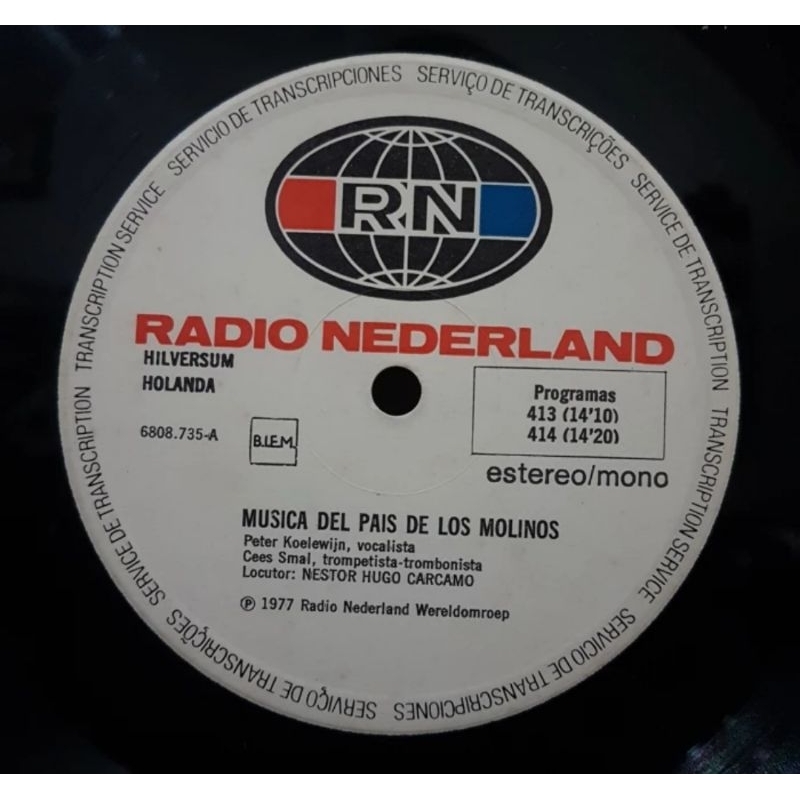 SERVICIO DE TRANSCRIPCIONES SERVIÇO DE TRANSCRIÇÕES SERVICE DE TRANSCRIPTION TRANSCRIPTION SERVICE SERVICIO DE TRANSCRIPCIONES SERVIÇO DE TRANSCRIÇÕES SERVICE DE TRANSCRIPTION TRANSCRIPTION SERVICE
RN
RADIO NEDERLAND
HILVERSUM
HOLANDA
Programas
413 (14'10)
414 (14'20)
6808.735-A
B.I.E.M.
estereo/mono
MUSICA DEL PAIS DE LOS MOLINOS
Peter Koelewijn, vocalista
Cees Smal, trompetista-trombonista
Locutor: NESTOR HUGO CARCAMO
℗ 1977 Radio Nederland Wereldomroep